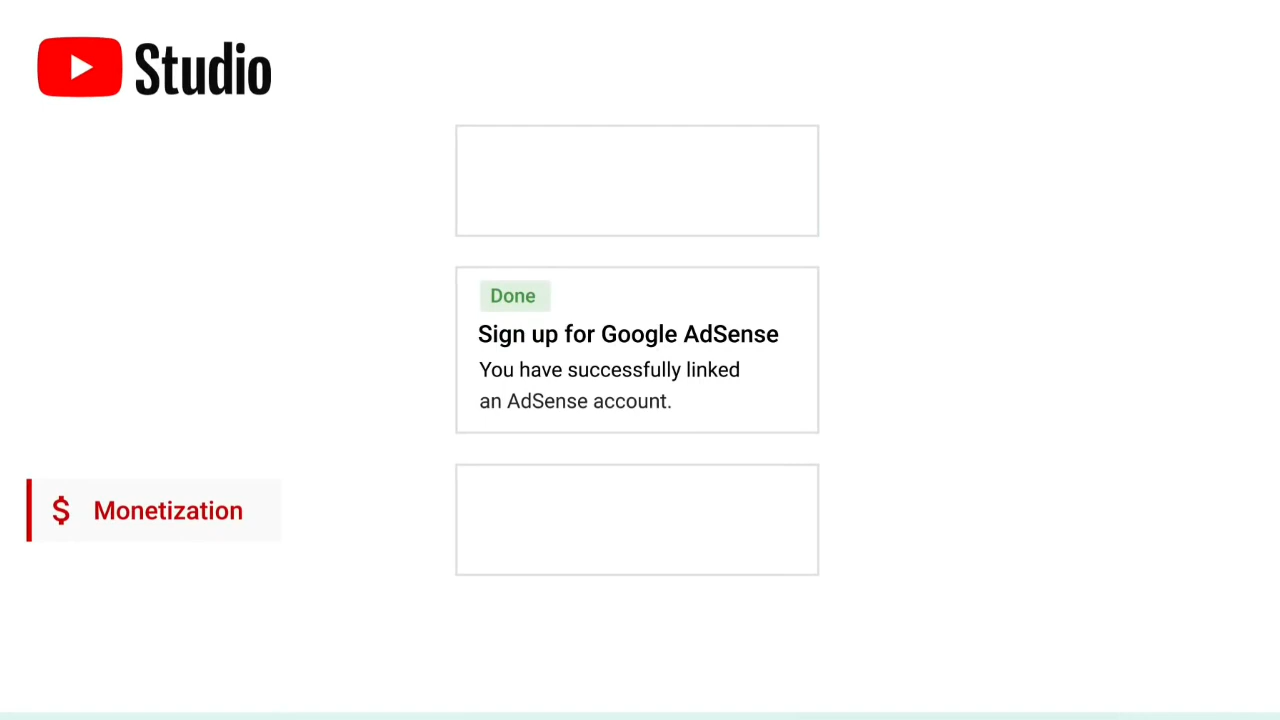 Studio
Done
Sign up for Google AdSense
You have successfully linked
an AdSense account.
$ Monetization